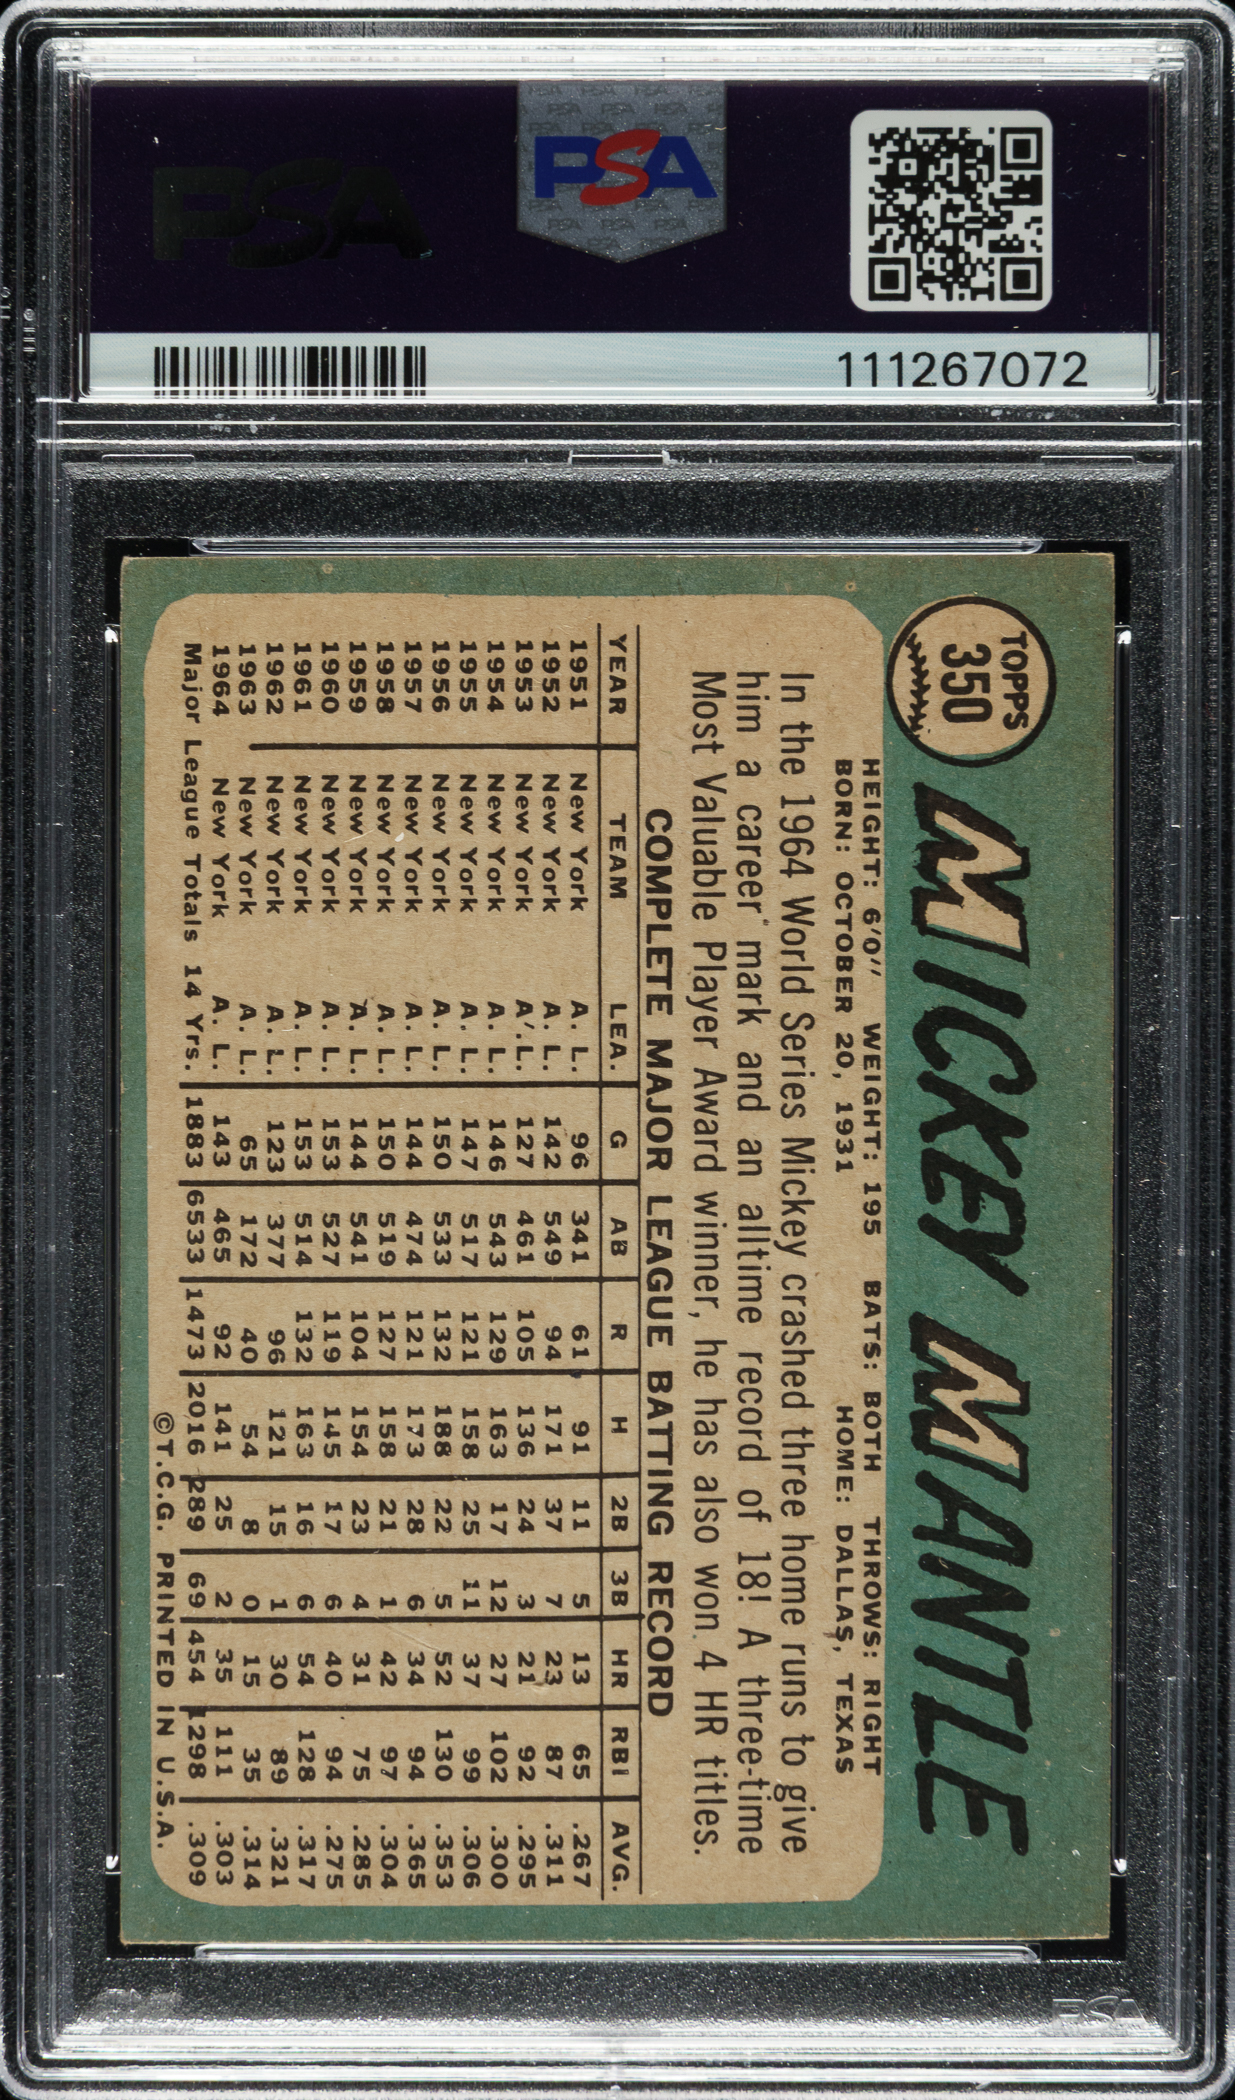 PSA
PSA
111267072
TOPPS
350
MICKEY MANTLE
HEIGHT: 6'0" WEIGHT: 195 BATS: BOTH THROWS: RIGHT
BORN: OCTOBER 20, 1931 HOME: DALLAS, TEXAS
In the 1964 World Series Mickey crashed three home runs to give
him a career mark and an alltime record of 18! A three-time
Most Valuable Player Award winner, he has also won 4 HR titles.
COMPLETE MAJOR LEAGUE BATTING RECORD
YEAR TEAM LEA. G AB R H 2B 3B HR RBI AVG.
1951 New York A. L. 96 341 61 91 11 5 13 65 .267
1952 New York A. L. 142 549 94 171 37 7 23 87 .311
1953 New York A. L. 127 461 105 136 24 3 21 92 .295
1954 New York A. L. 146 543 129 163 17 12 27 102 .300
1955 New York A. L. 147 517 121 158 25 11 37 99 .306
1956 New York A. L. 150 533 132 188 22 5 52 130 .353
1957 New York A. L. 144 474 121 173 28 6 34 94 .365
1958 New York A. L. 150 519 127 158 21 1 42 97 .304
1959 New York A. L. 144 541 104 154 23 4 31 75 .285
1960 New York A. L. 153 527 119 145 17 6 40 94 .275
1961 New York A. L. 153 514 132 163 16 6 54 128 .317
1962 New York A. L. 123 377 96 121 15 1 30 89 .321
1963 New York A. L. 65 172 40 54 8 0 15 35 .314
1964 New York A. L. 143 465 92 141 25 2 35 111 .303
Major League Totals 14 Yrs. 1883 6533 1473 2016 289 69 454 1298 .309
©T.C.G. PRINTED IN U.S.A.
PSA